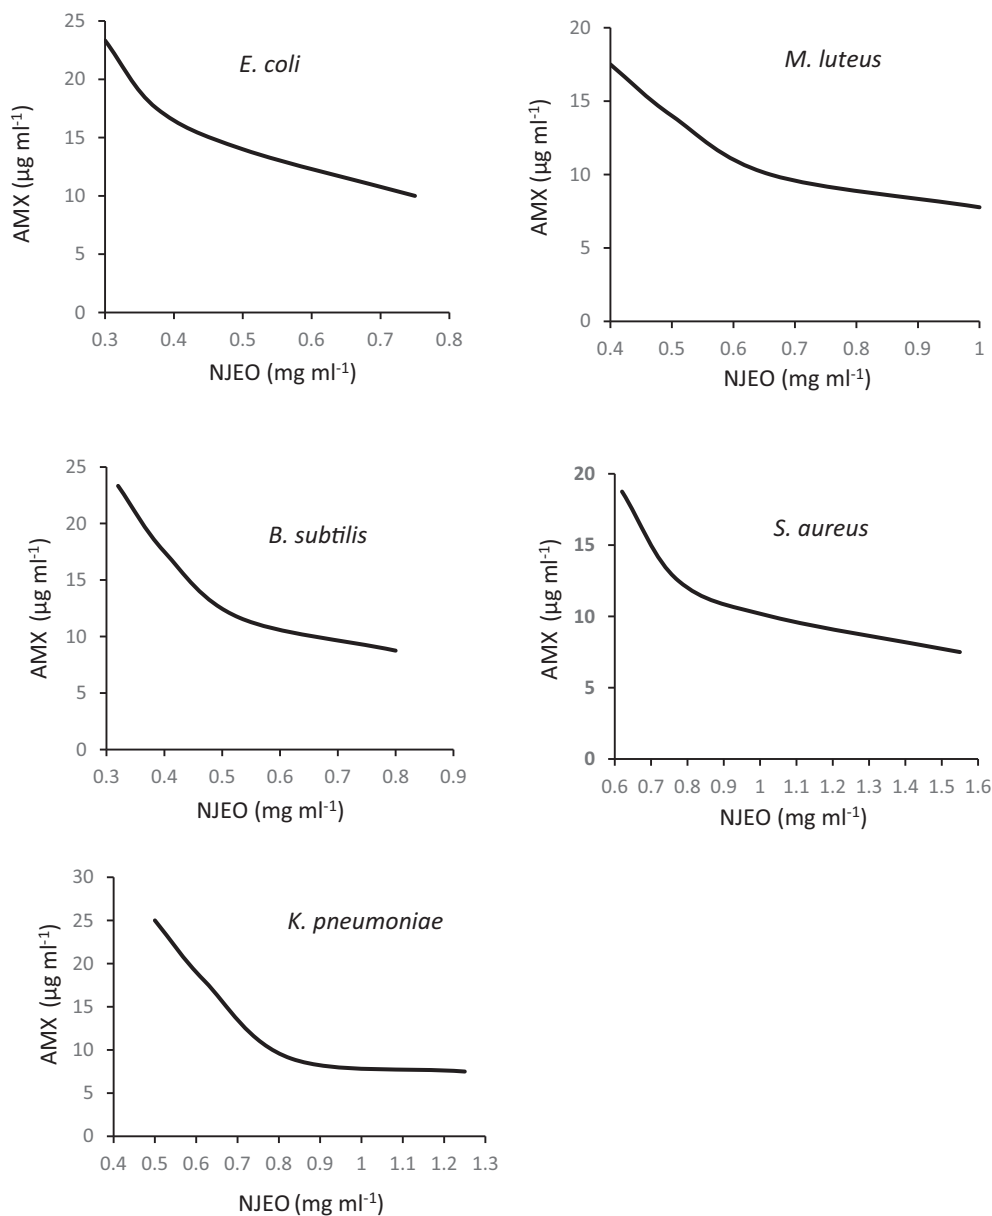 E. coli
AMX (µg ml-1)
25
20
15
10
5
0
0.3 0.4 0.5 0.6 0.7 0.8
NJEO (mg ml-1)
M. luteus
AMX (µg ml-1)
20
15
10
5
0
0.4 0.5 0.6 0.7 0.8 0.9 1
NJEO (mg ml-1)
B. subtilis
AMX (µg ml-1)
25
20
15
10
5
0
0.3 0.4 0.5 0.6 0.7 0.8 0.9
NJEO (mg ml-1)
S. aureus
AMX (µg ml-1)
20
15
10
5
0
0.6 0.7 0.8 0.9 1 1.1 1.2 1.3 1.4 1.5 1.6
NJEO (mg ml-1)
K. pneumoniae
AMX (µg ml-1)
30
25
20
15
10
5
0
0.4 0.5 0.6 0.7 0.8 0.9 1 1.1 1.2 1.3
NJEO (mg ml-1)